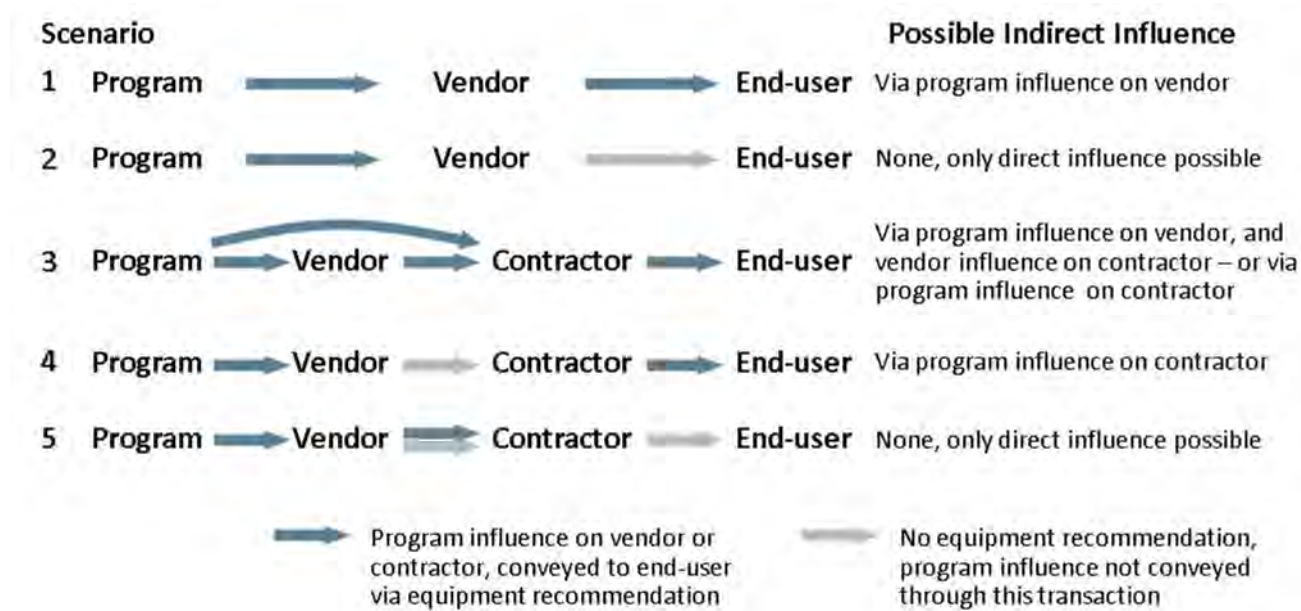 Scenario Possible Indirect Influence
1 Program Vendor End-user Via program influence on vendor
2 Program Vendor End-user None, only direct influence possible
3 Program Vendor Contractor End-user Via program influence on vendor, and
vendor influence on contractor – or via
program influence on contractor
4 Program Vendor Contractor End-user Via program influence on contractor
5 Program Vendor Contractor End-user None, only direct influence possible
Program influence on vendor or
contractor, conveyed to end-user
via equipment recommendation
No equipment recommendation,
program influence not conveyed
through this transaction